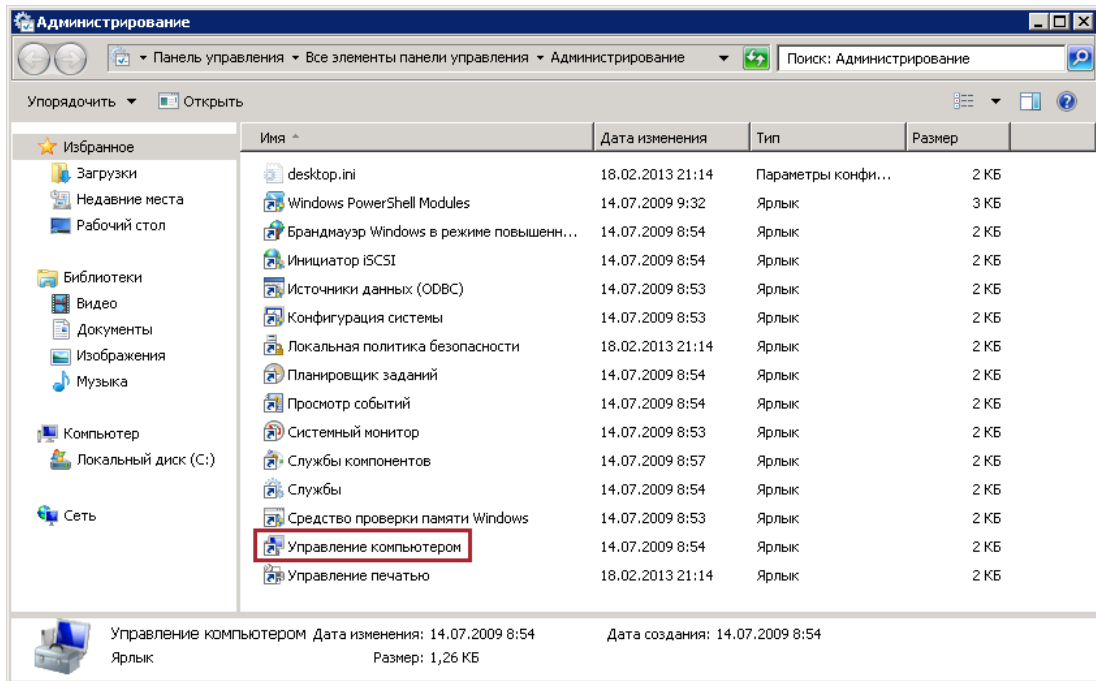 Администрирование
Панель управления Все элементы панели управления Администрирование Поиск: Администрирование
Упорядочить Открыть
Имя Дата изменения Тип Размер
Избранное
Загрузки
Недавние места
Рабочий стол
Библиотеки
Видео
Документы
Изображения
Музыка
Компьютер
Локальный диск (C:)
Сеть
desktop.ini 18.02.2013 21:14 Параметры конфи... 2 КБ
Windows PowerShell Modules 14.07.2009 9:32 Ярлык 3 КБ
Брандмауэр Windows в режиме повышенн... 14.07.2009 8:54 Ярлык 2 КБ
Инициатор iSCSI 14.07.2009 8:54 Ярлык 2 КБ
Источники данных (ODBC) 14.07.2009 8:53 Ярлык 2 КБ
Конфигурация системы 14.07.2009 8:53 Ярлык 2 КБ
Локальная политика безопасности 18.02.2013 21:14 Ярлык 2 КБ
Планировщик заданий 14.07.2009 8:54 Ярлык 2 КБ
Просмотр событий 14.07.2009 8:54 Ярлык 2 КБ
Системный монитор 14.07.2009 8:53 Ярлык 2 КБ
Службы компонентов 14.07.2009 8:57 Ярлык 2 КБ
Службы 14.07.2009 8:54 Ярлык 2 КБ
Средство проверки памяти Windows 14.07.2009 8:53 Ярлык 2 КБ
Управление компьютером 14.07.2009 8:54 Ярлык 2 КБ
Управление печатью 18.02.2013 21:14 Ярлык 2 КБ
Управление компьютером Дата изменения: 14.07.2009 8:54 Дата создания: 14.07.2009 8:54
Ярлык Размер: 1,26 КБ